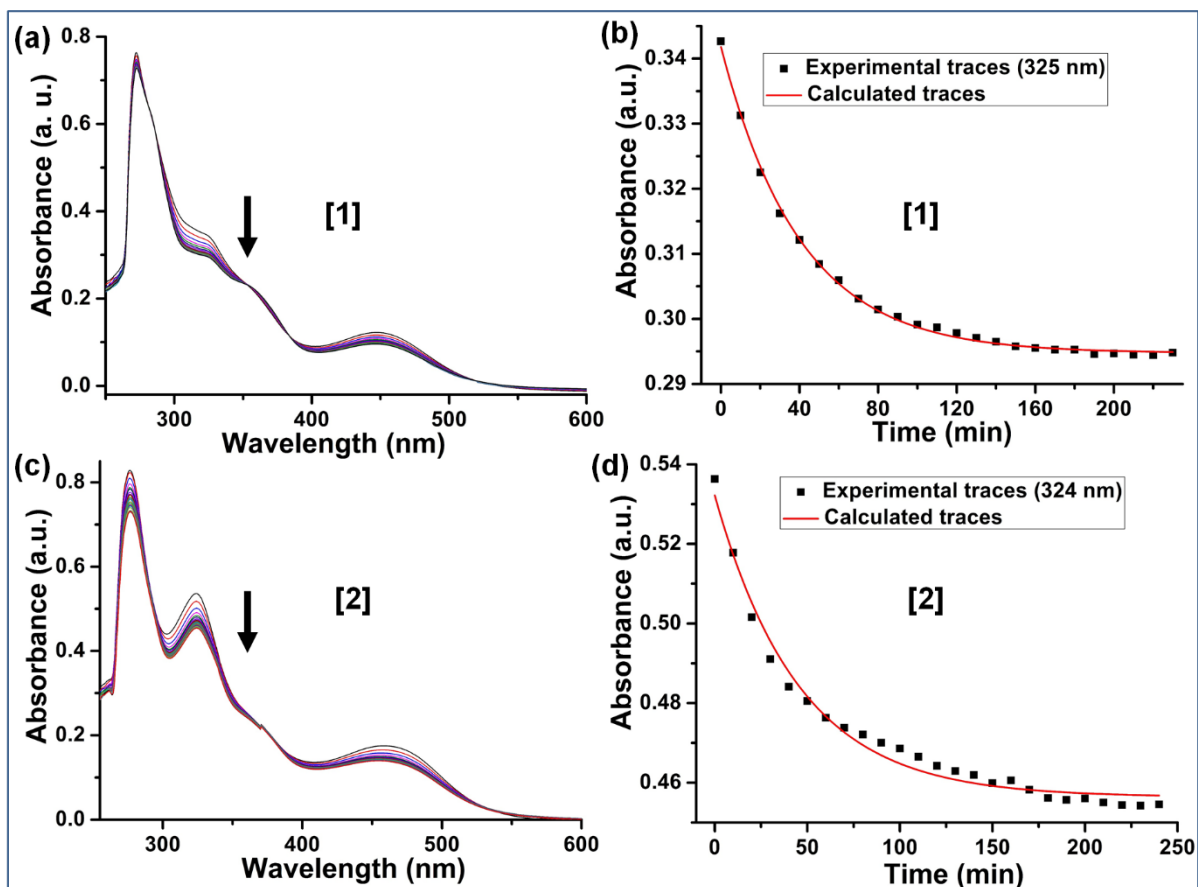 (a)
0.8
0.6
0.4
0.2
0.0
Absorbance (a. u.)
[1]
300
400
500
600
Wavelength (nm)
(b)
0.34
0.33
0.32
0.31
0.30
0.29
Absorbance (a.u.)
Experimental traces (325 nm)
Calculated traces
[1]
0
40
80
120
160
200
Time (min)
(c)
0.8
0.6
0.4
0.2
0.0
Absorbance (a.u.)
[2]
300
400
500
600
Wavelength (nm)
(d)
0.54
0.52
0.50
0.48
0.46
Absorbance (a.u.)
Experimental traces (324 nm)
Calculated traces
[2]
0
50
100
150
200
250
Time (min)